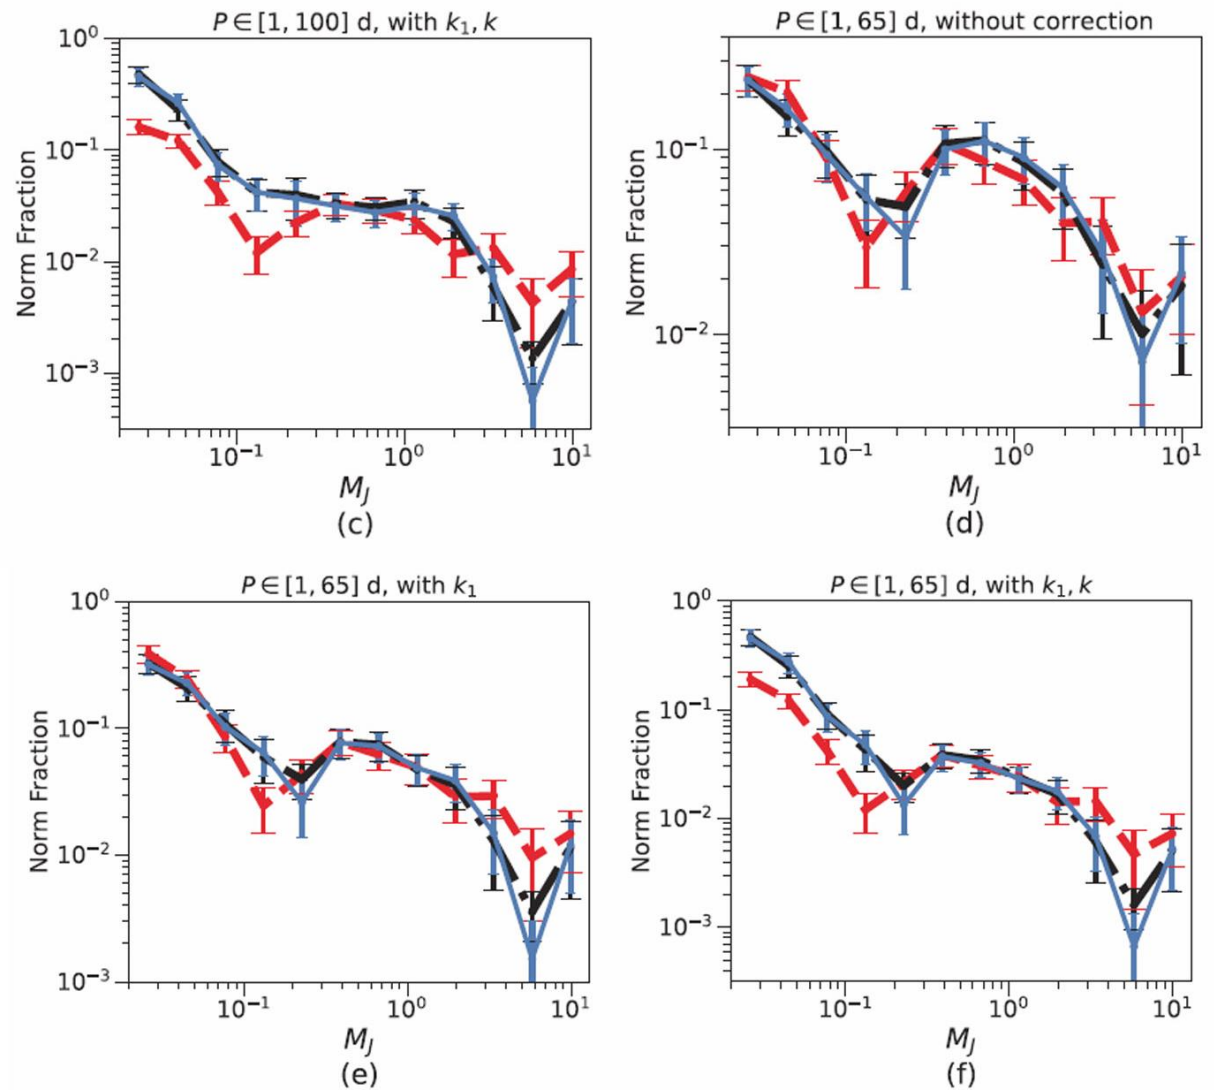 P ∈ [1, 100] d, with k₁, k
Norm Fraction
10⁰
10⁻¹
10⁻²
10⁻³
10⁻¹
10⁰
10¹
M_J
(c)
P ∈ [1, 65] d, without correction
Norm Fraction
10⁻¹
10⁻²
10⁻¹
10⁰
10¹
M_J
(d)
P ∈ [1, 65] d, with k₁
Norm Fraction
10⁰
10⁻¹
10⁻²
10⁻³
10⁻¹
10⁰
10¹
M_J
(e)
P ∈ [1, 65] d, with k₁, k
Norm Fraction
10⁰
10⁻¹
10⁻²
10⁻³
10⁻¹
10⁰
10¹
M_J
(f)